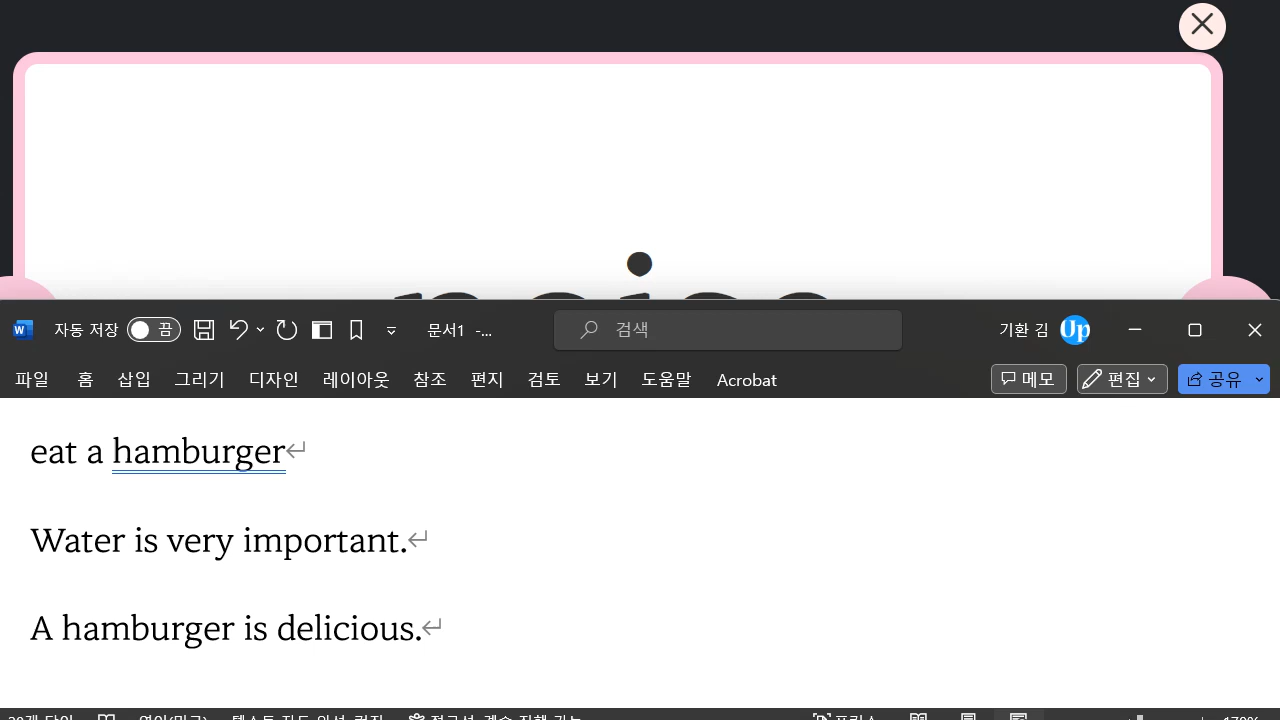 자동 저장 끔 문서1 -... 검색 기환 김 Up
파일 홈 삽입 그리기 디자인 레이아웃 참조 편지 검토 보기 도움말 Acrobat 메모 편집 공유
eat a hamburger
Water is very important.
A hamburger is delicious.